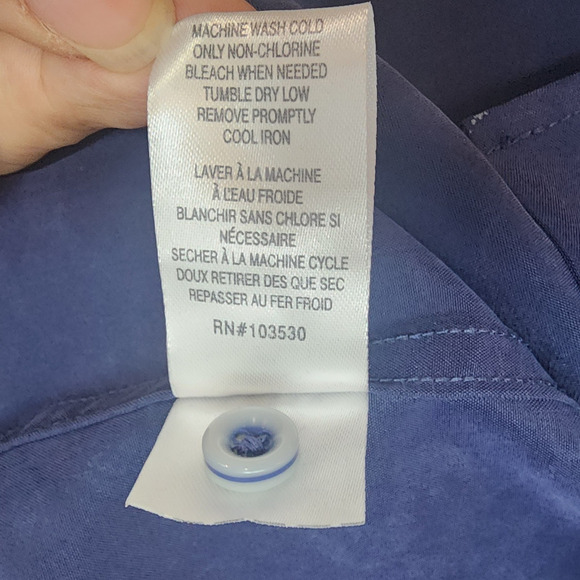 MACHINE WASH COLD
ONLY NON-CHLORINE
BLEACH WHEN NEEDED
TUMBLE DRY LOW
REMOVE PROMPTLY
COOL IRON
LAVER À LA MACHINE
À L'EAU FROIDE
BLANCHIR SANS CHLORE SI
NÉCESSAIRE
SECHER À LA MACHINE CYCLE
DOUX RETIRER DES QUE SEC
REPASSER AU FER FROID
RN#103530